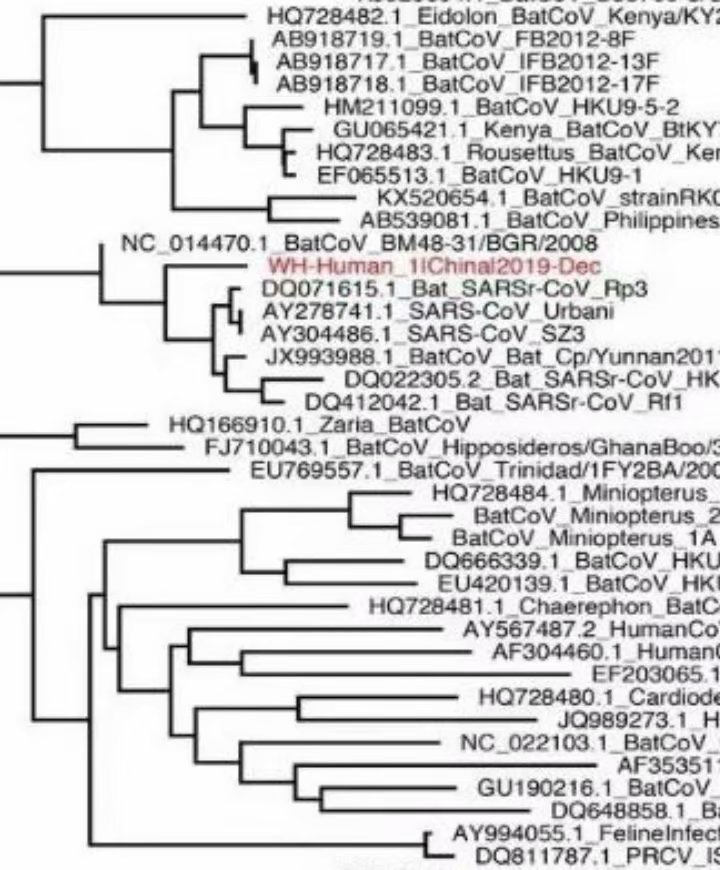 HQ728482.1_Eidolon_BatCoV_Kenya/KY
AB918719.1_BatCoV_FB2012-8F
AB918717.1_BatCoV_IFB2012-13F
AB918718.1_BatCoV_IFB2012-17F
HM211099.1_BatCoV_HKU9-5-2
GU065421.1_Kenya_BatCoV_BtKY
HQ728483.1_Rousettus_BatCoV_Ken
EF065513.1_BatCoV_HKU9-1
KX520654.1_BatCoV_strainRK
AB539081.1_BatCoV_Philippines
NC_014470.1_BatCoV_BM48-31/BGR/2008
WH-Human_1|China|2019-Dec
DQ071615.1_Bat_SARSr-CoV_Rp3
AY278741.1_SARS-CoV_Urbani
AY304486.1_SARS-CoV_SZ3
JX993988.1_BatCoV_Bat_Cp/Yunnan201
DQ022305.2_Bat_SARSr-CoV_HK
DQ412042.1_Bat_SARSr-CoV_Rf1
HQ166910.1_Zaria_BatCoV
FJ710043.1_BatCoV_Hipposideros/GhanaBoo/3
EU769557.1_BatCoV_Trinidad/1FY2BA/200
HQ728484.1_Miniopterus_
BatCoV_Miniopterus_2
BatCoV_Miniopterus_1A
DQ666339.1_BatCoV_HKU
EU420139.1_BatCoV_HKU
HQ728481.1_Chaerephon_BatC
AY567487.2_HumanCo
AF304460.1_Human
EF203065.1
HQ728480.1_Cardiode
JQ989273.1_H
NC_022103.1_BatCoV_
AF35351
GU190216.1_BatCoV_
DQ648858.1_Ba
AY994055.1_FelineInfect
DQ811787.1_PRCV_IS